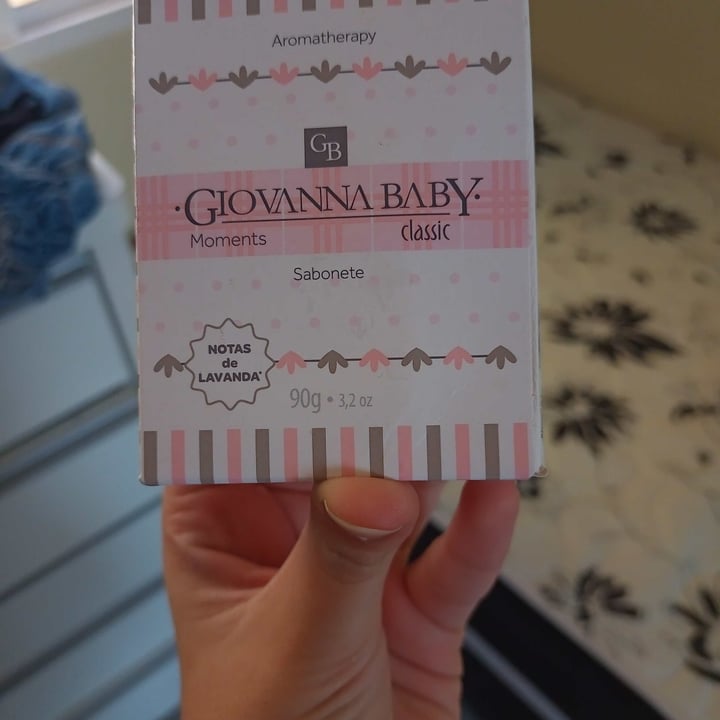 Aromatherapy
GB
·GIOVANNA BABY·
Moments classic
Sabonete
NOTAS
de
LAVANDA*
90g • 3,2 oz